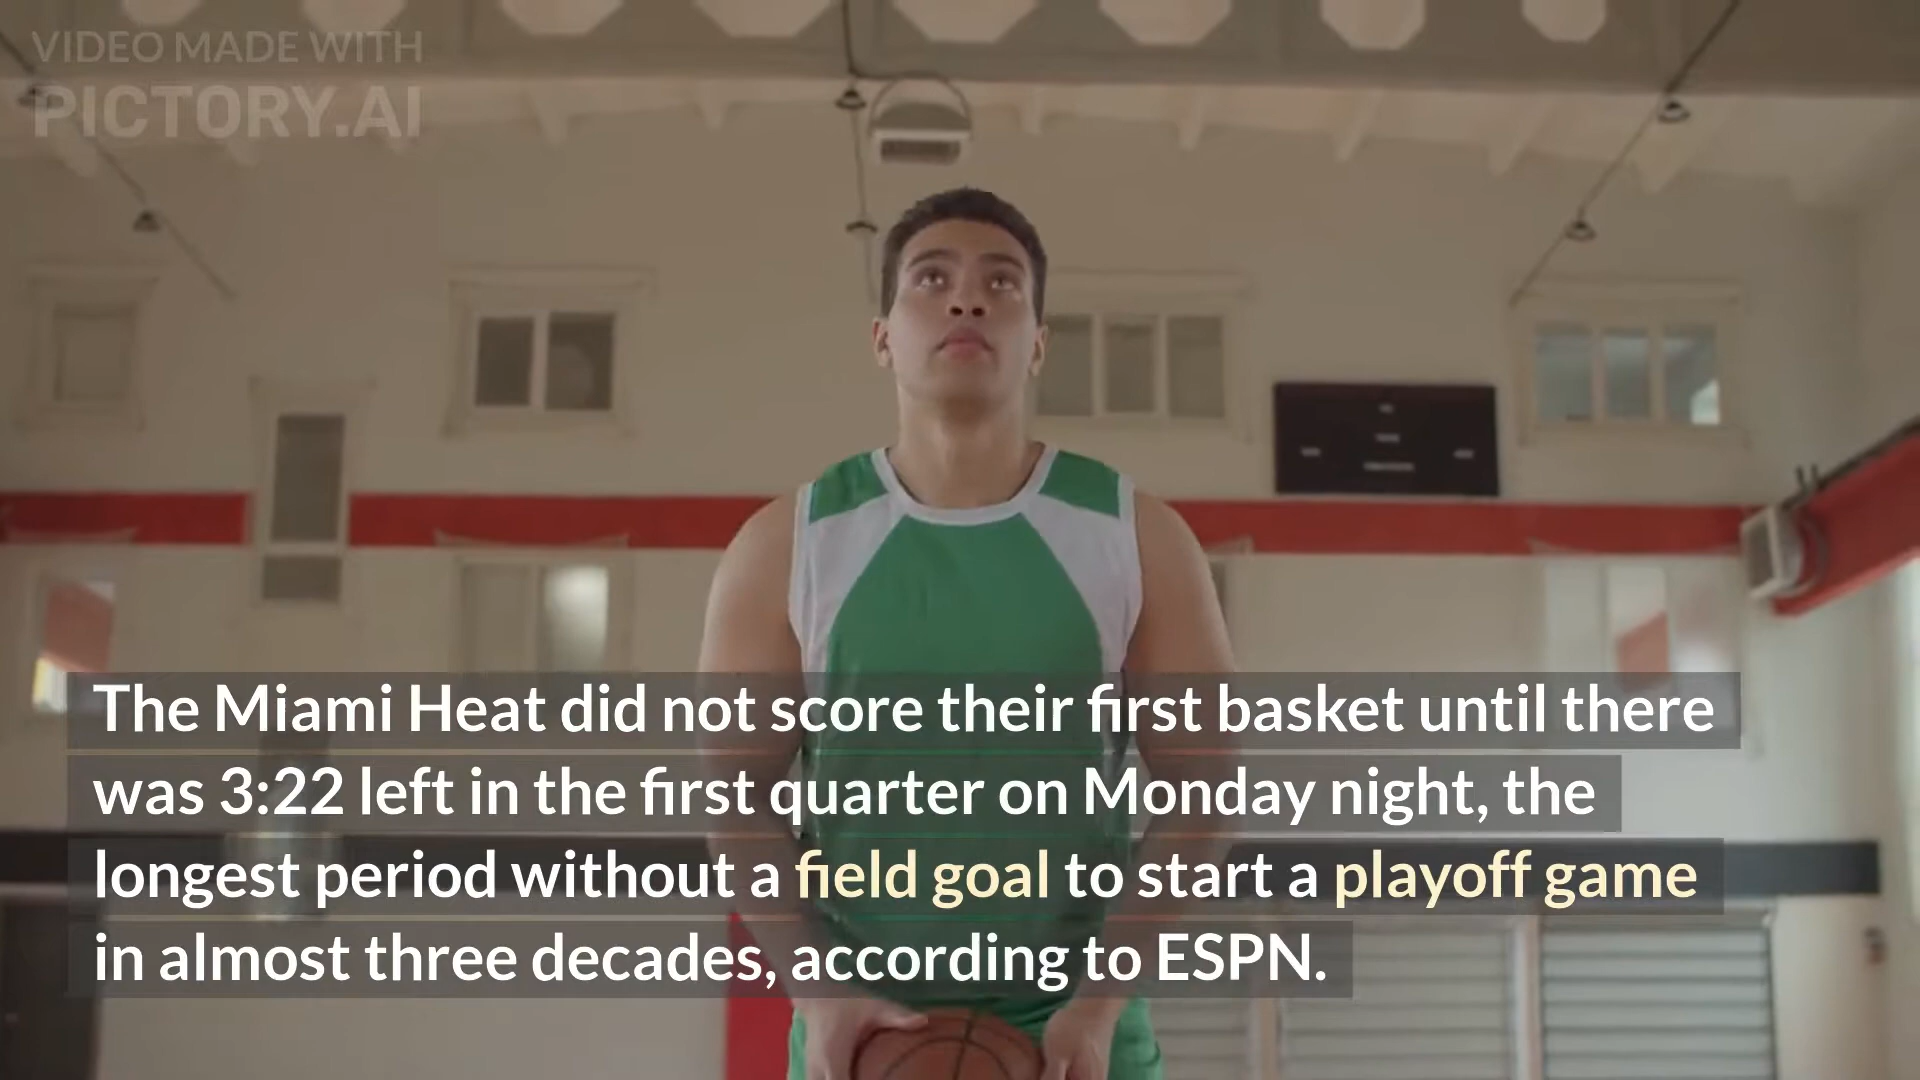 VIDEO MADE WITH
PICTORY.AI
The Miami Heat did not score their first basket until there
was 3:22 left in the first quarter on Monday night, the
longest period without a field goal to start a playoff game
in almost three decades, according to ESPN.